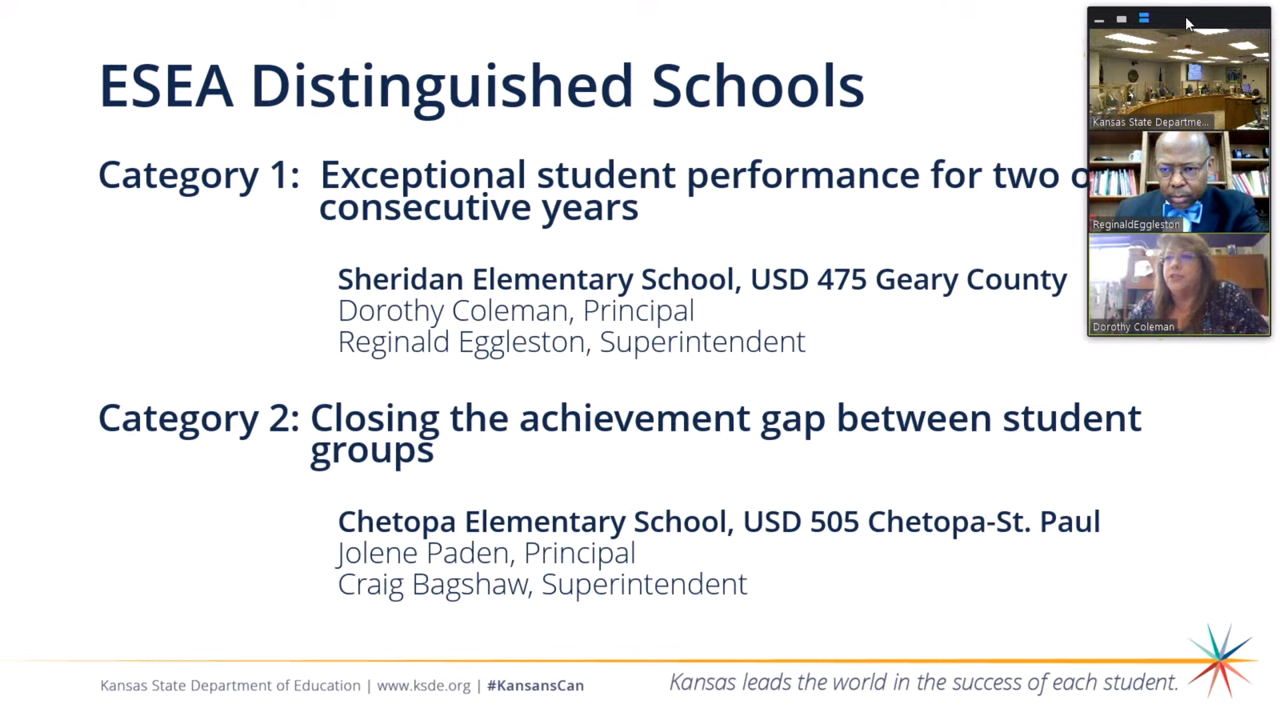 ESEA Distinguished Schools
Category 1: Exceptional student performance for two
consecutive years
Sheridan Elementary School, USD 475 Geary County
Dorothy Coleman, Principal
Reginald Eggleston, Superintendent
Category 2: Closing the achievement gap between student
groups
Chetopa Elementary School, USD 505 Chetopa-St. Paul
Jolene Paden, Principal
Craig Bagshaw, Superintendent
Kansas State Department of Education | www.ksde.org | #KansansCan
Kansas leads the world in the success of each student.
Kansas State Departme...
ReginaldEggleston
Dorothy Coleman